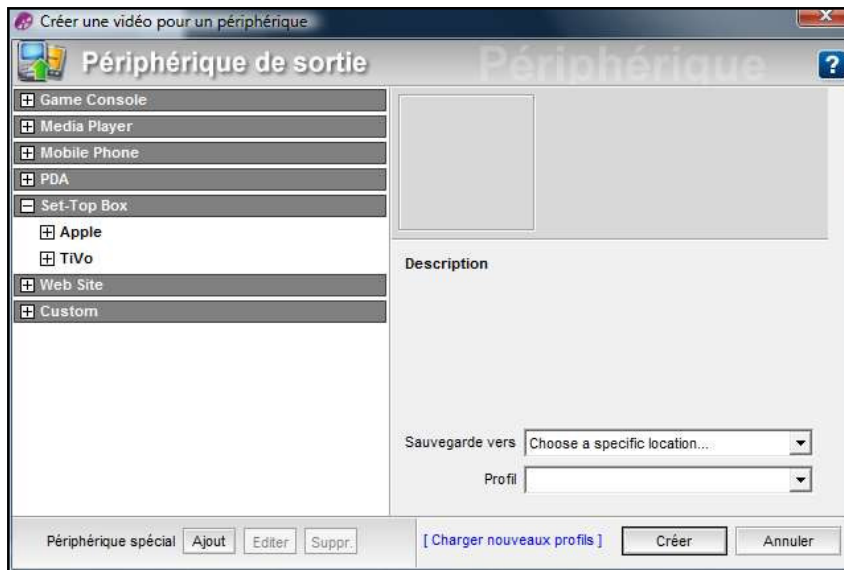 Créer une vidéo pour un périphérique
Périphérique de sortie
Périphérique
?
Game Console
Media Player
Mobile Phone
PDA
Set-Top Box
Apple
TiVo
Web Site
Custom
Description
Sauvegarde vers Choose a specific location...
Profil
Périphérique spécial Ajout Editer Suppr. [ Charger nouveaux profils ] Créer Annuler